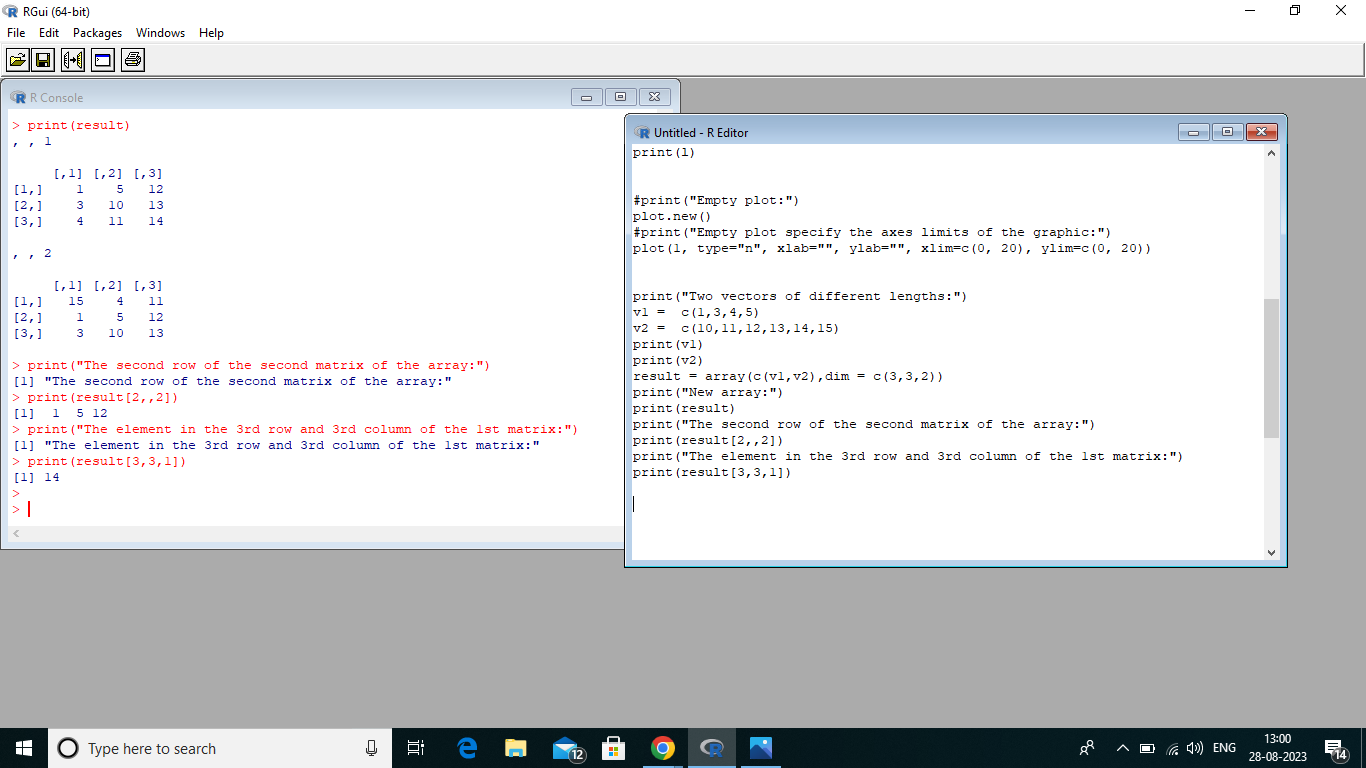 RGui (64-bit)
File Edit Packages Windows Help
R Console
> print(result)
, , 1
     [,1] [,2] [,3]
[1,]    1    5   12
[2,]    3   10   13
[3,]    4   11   14
, , 2
     [,1] [,2] [,3]
[1,]   15    4   11
[2,]    1    5   12
[3,]    3   10   13
> print("The second row of the second matrix of the array:")
[1] "The second row of the second matrix of the array:"
> print(result[2,,2])
[1]  1  5 12
> print("The element in the 3rd row and 3rd column of the 1st matrix:")
[1] "The element in the 3rd row and 3rd column of the 1st matrix:"
> print(result[3,3,1])
[1] 14
>
>
Untitled - R Editor
print(l)
#print("Empty plot:")
plot.new()
#print("Empty plot specify the axes limits of the graphic:")
plot(1, type="n", xlab="", ylab="", xlim=c(0, 20), ylim=c(0, 20))
print("Two vectors of different lengths:")
v1 =  c(1,3,4,5)
v2 =  c(10,11,12,13,14,15)
print(v1)
print(v2)
result = array(c(v1,v2),dim = c(3,3,2))
print("New array:")
print(result)
print("The second row of the second matrix of the array:")
print(result[2,,2])
print("The element in the 3rd row and 3rd column of the 1st matrix:")
print(result[3,3,1])
Type here to search
12
ENG
13:00
28-08-2023
14